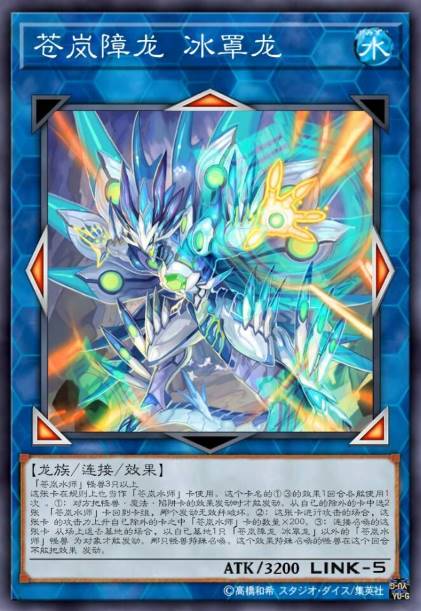 苍岚障龙 冰罩龙
水
【龙族/连接/效果】
「苍岚水师」怪兽3只以上
这张卡在规则上也当作「苍岚水师」卡使用。这个卡名的①③的效果1回合各能使用1
次 。①：对方把怪兽·魔法·陷阱卡的效果发动时才能发动。从自己的除外的卡中选2
张「苍岚水师」卡回到卡组，那个发动无效并破坏。②：这张卡进行攻击的场合，这
张卡 的攻击力上升自己除外的卡之中「苍岚水师」卡的数量×200。③：连接召唤的这张
卡 从场上送去墓地的场合，以自己墓地1只「苍岚障龙 冰罩龙」以外的「苍岚水
师」怪兽 为对象才能发动。那只怪兽特殊召唤。这个效果特殊召唤的怪兽在这个回合
不能把效果 发动。
ATK/3200 LINK-5
©高橋和希 スタジオ・ダイス/集英社